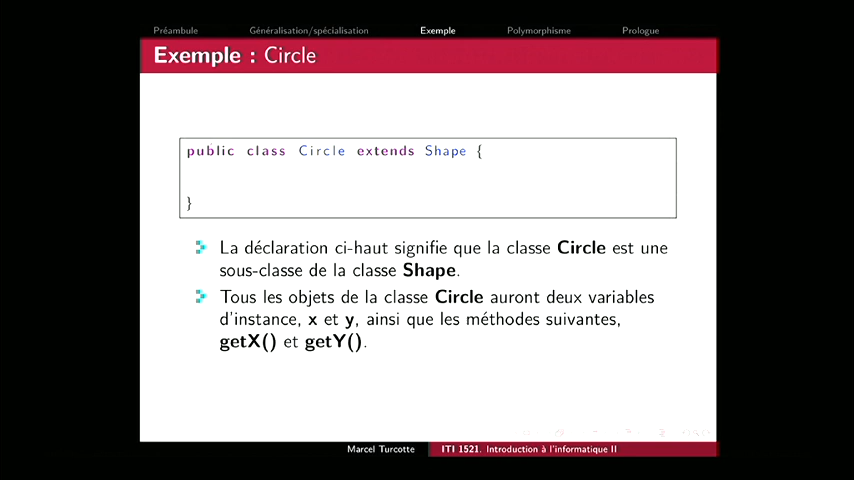 Préambule Généralisation/spécialisation Exemple Polymorphisme Prologue
Exemple : Circle
public class Circle extends Shape {
}
La déclaration ci-haut signifie que la classe Circle est une
sous-classe de la classe Shape.
Tous les objets de la classe Circle auront deux variables
d'instance, x et y, ainsi que les méthodes suivantes,
getX() et getY().
Marcel Turcotte ITI 1521. Introduction à l'informatique II